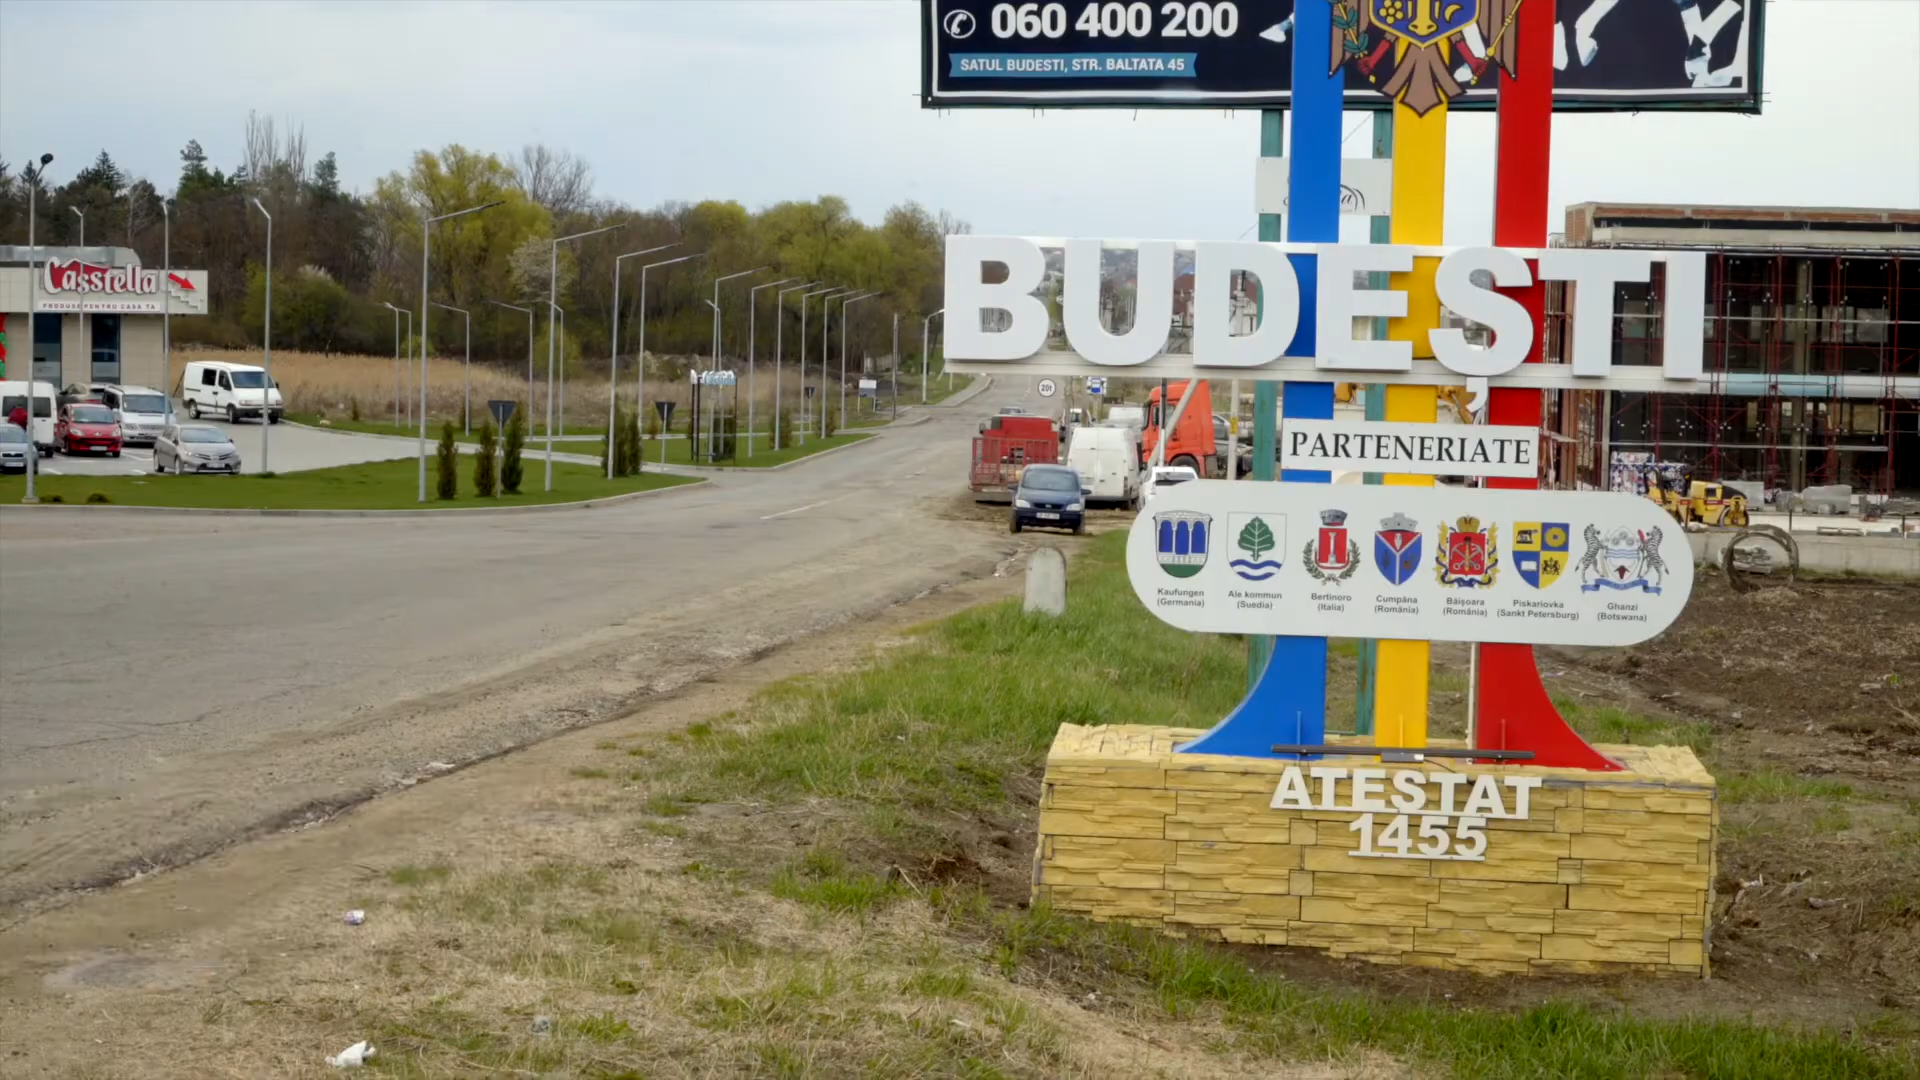 060 400 200
SATUL BUDESTI, STR. BALTATA 45
Casstella
PRODUSE PENTRU CASA TA
BUDEȘTI
20t
PARTENERIATE
Kaufungen
(Germania)
Ale kommun
(Suedia)
Bertinoro
(Italia)
Cumpăna
(România)
Băișoara
(România)
Piskariovka
(Sankt Petersburg)
Ghanzi
(Botswana)
ATESTAT
1455